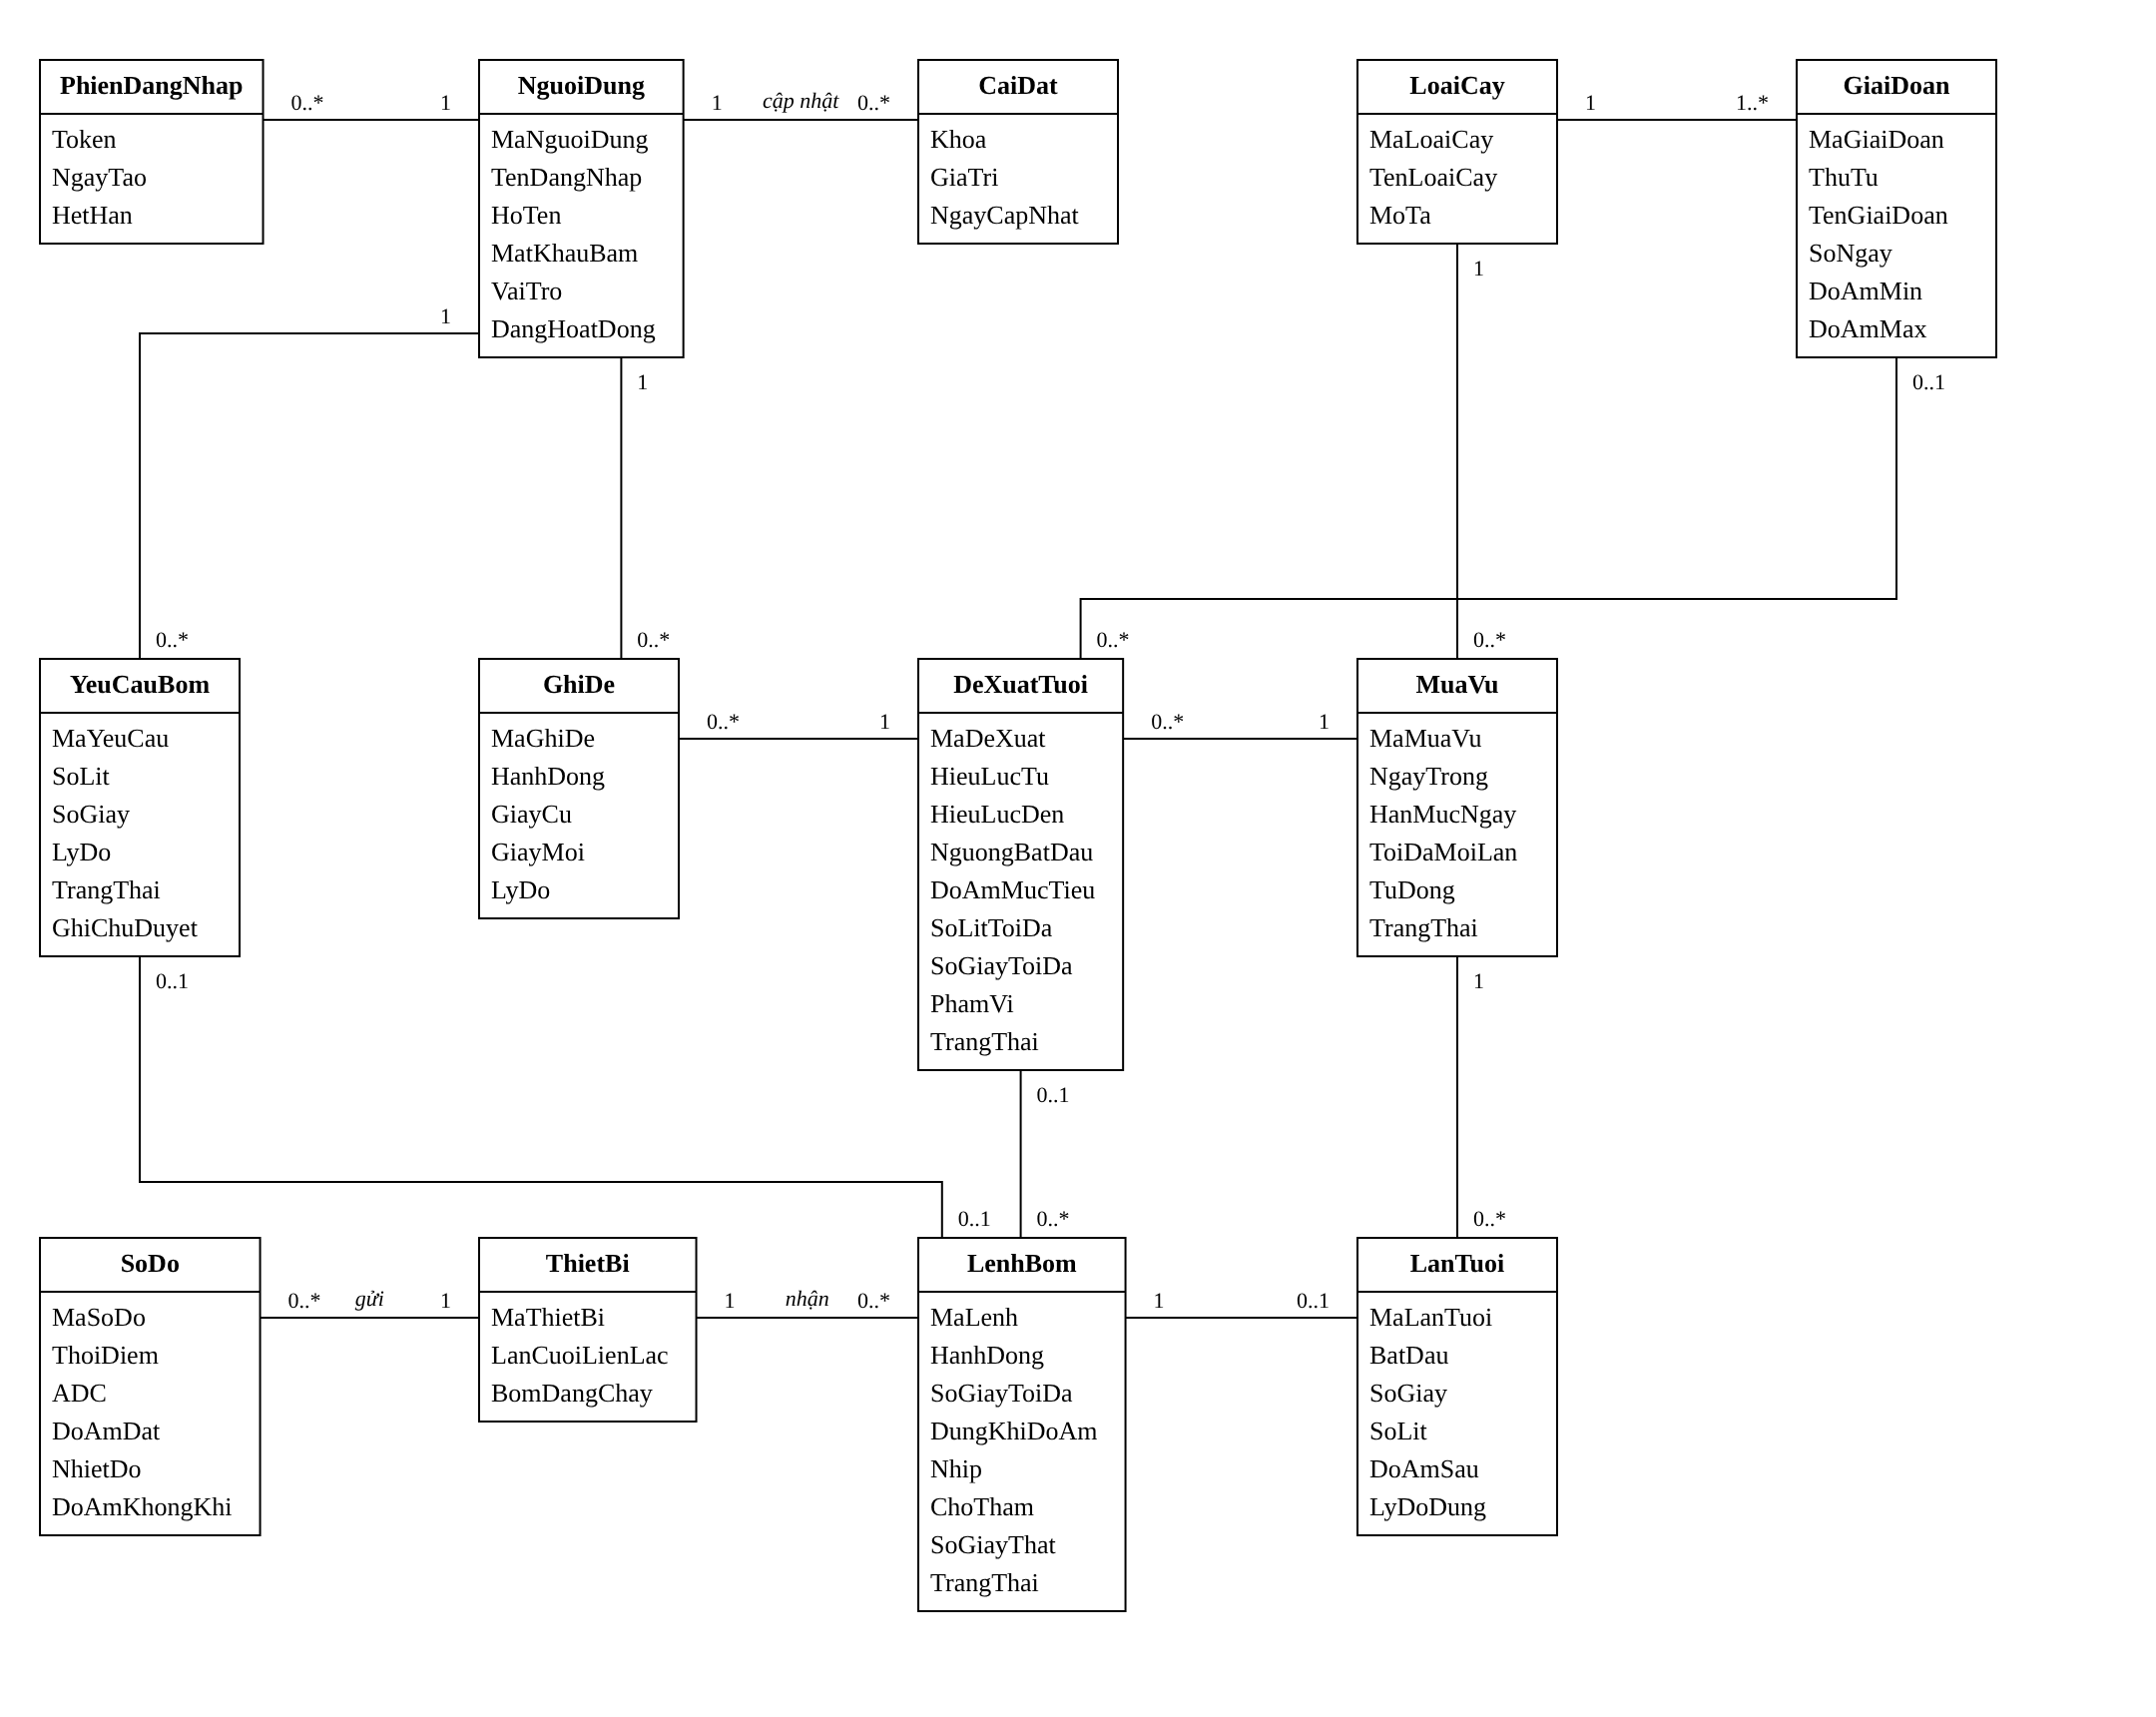 PhienDangNhap
Token
NgayTao
HetHan
0..*
1
NguoiDung
MaNguoiDung
TenDangNhap
HoTen
MatKhauBam
VaiTro
DangHoatDong
1
cập nhật
0..*
CaiDat
Khoa
GiaTri
NgayCapNhat
LoaiCay
MaLoaiCay
TenLoaiCay
MoTa
1
1..*
GiaiDoan
MaGiaiDoan
ThuTu
TenGiaiDoan
SoNgay
DoAmMin
DoAmMax
1
1
1
0..1
0..*
0..*
0..*
0..*
YeuCauBom
MaYeuCau
SoLit
SoGiay
LyDo
TrangThai
GhiChuDuyet
GhiDe
MaGhiDe
HanhDong
GiayCu
GiayMoi
LyDo
0..*
1
DeXuatTuoi
MaDeXuat
HieuLucTu
HieuLucDen
NguongBatDau
DoAmMucTieu
SoLitToiDa
SoGiayToiDa
PhamVi
TrangThai
0..*
1
MuaVu
MaMuaVu
NgayTrong
HanMucNgay
ToiDaMoiLan
TuDong
TrangThai
0..1
1
0..1
0..1
0..*
0..*
SoDo
MaSoDo
ThoiDiem
ADC
DoAmDat
NhietDo
DoAmKhongKhi
0..*
gửi
1
ThietBi
MaThietBi
LanCuoiLienLac
BomDangChay
1
nhận
0..*
LenhBom
MaLenh
HanhDong
SoGiayToiDa
DungKhiDoAm
Nhip
ChoTham
SoGiayThat
TrangThai
1
0..1
LanTuoi
MaLanTuoi
BatDau
SoGiay
SoLit
DoAmSau
LyDoDung